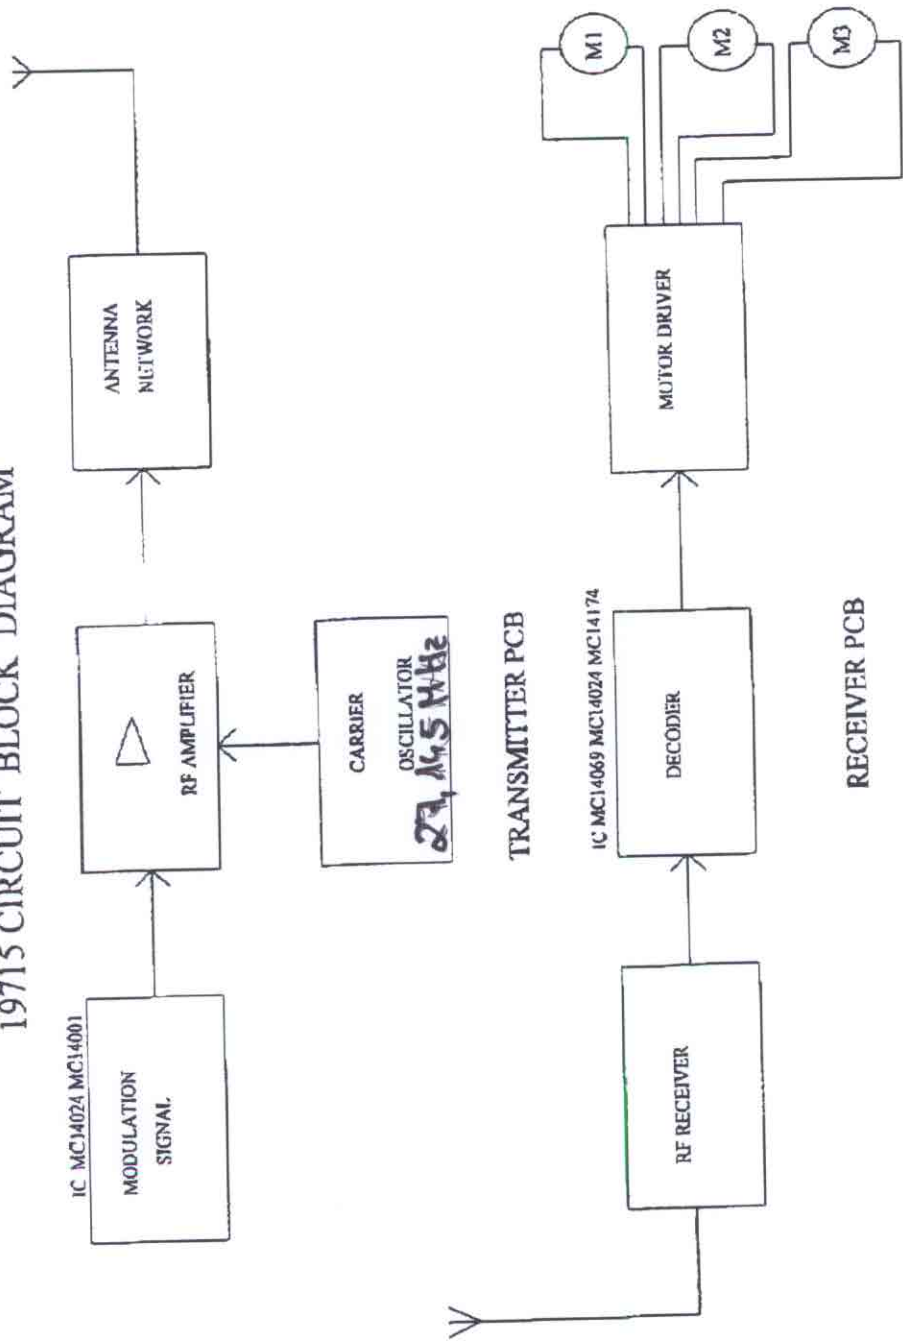 19715 CIRCUIT BLOCK DIAGRAM
IC MC14024 MC14001
MODULATION
SIGNAL
RF AMPLIFIER
ANTENNA
NETWORK
CARRIER
OSCILLATOR
27,145 MHz
TRANSMITTER PCB
IC MC14069 MC14024 MC14174
RF RECEIVER
DECODER
MOTOR DRIVER
M1
M2
M3
RECEIVER PCB